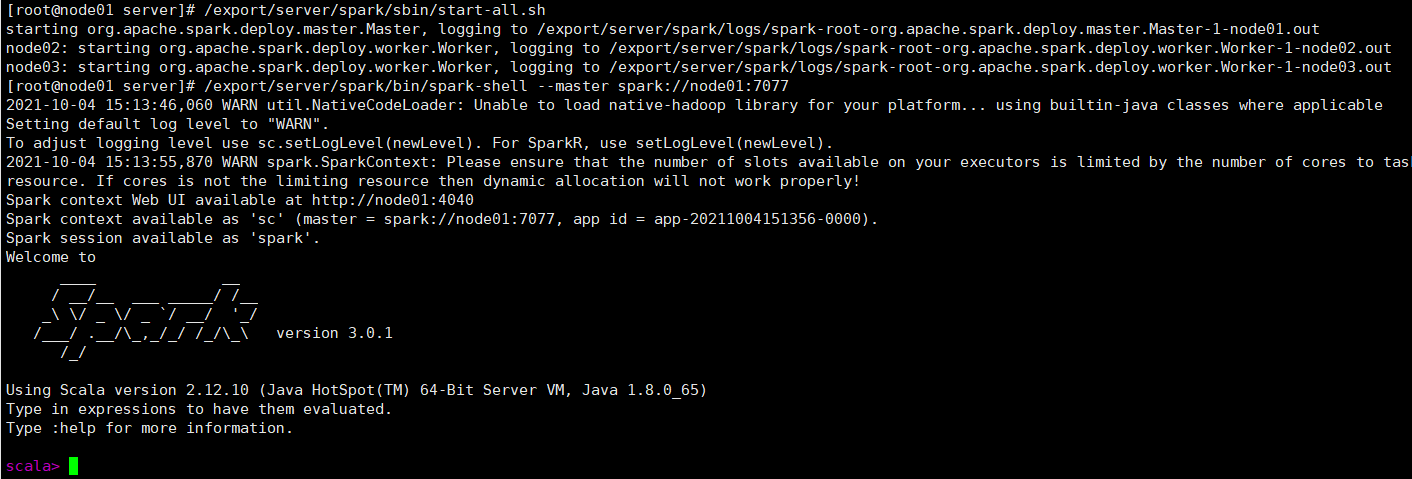 [root@node01 server]# /export/server/spark/sbin/start-all.sh
starting org.apache.spark.deploy.master.Master, logging to /export/server/spark/logs/spark-root-org.apache.spark.deploy.master.Master-1-node01.out
node02: starting org.apache.spark.deploy.worker.Worker, logging to /export/server/spark/logs/spark-root-org.apache.spark.deploy.worker.Worker-1-node02.out
node03: starting org.apache.spark.deploy.worker.Worker, logging to /export/server/spark/logs/spark-root-org.apache.spark.deploy.worker.Worker-1-node03.out
[root@node01 server]# /export/server/spark/bin/spark-shell --master spark://node01:7077
2021-10-04 15:13:46,060 WARN util.NativeCodeLoader: Unable to load native-hadoop library for your platform... using builtin-java classes where applicable
Setting default log level to "WARN".
To adjust logging level use sc.setLogLevel(newLevel). For SparkR, use setLogLevel(newLevel).
2021-10-04 15:13:55,870 WARN spark.SparkContext: Please ensure that the number of slots available on your executors is limited by the number of cores to tas
resource. If cores is not the limiting resource then dynamic allocation will not work properly!
Spark context Web UI available at http://node01:4040
Spark context available as 'sc' (master = spark://node01:7077, app id = app-20211004151356-0000).
Spark session available as 'spark'.
Welcome to
      ____              __
     / __/__  ___ _____/ /__
    _\ \/ _ \/ _ `/ __/  '_/
   /___/ .__/\_,_/_/ /_/\_\   version 3.0.1
      /_/
Using Scala version 2.12.10 (Java HotSpot(TM) 64-Bit Server VM, Java 1.8.0_65)
Type in expressions to have them evaluated.
Type :help for more information.
scala>